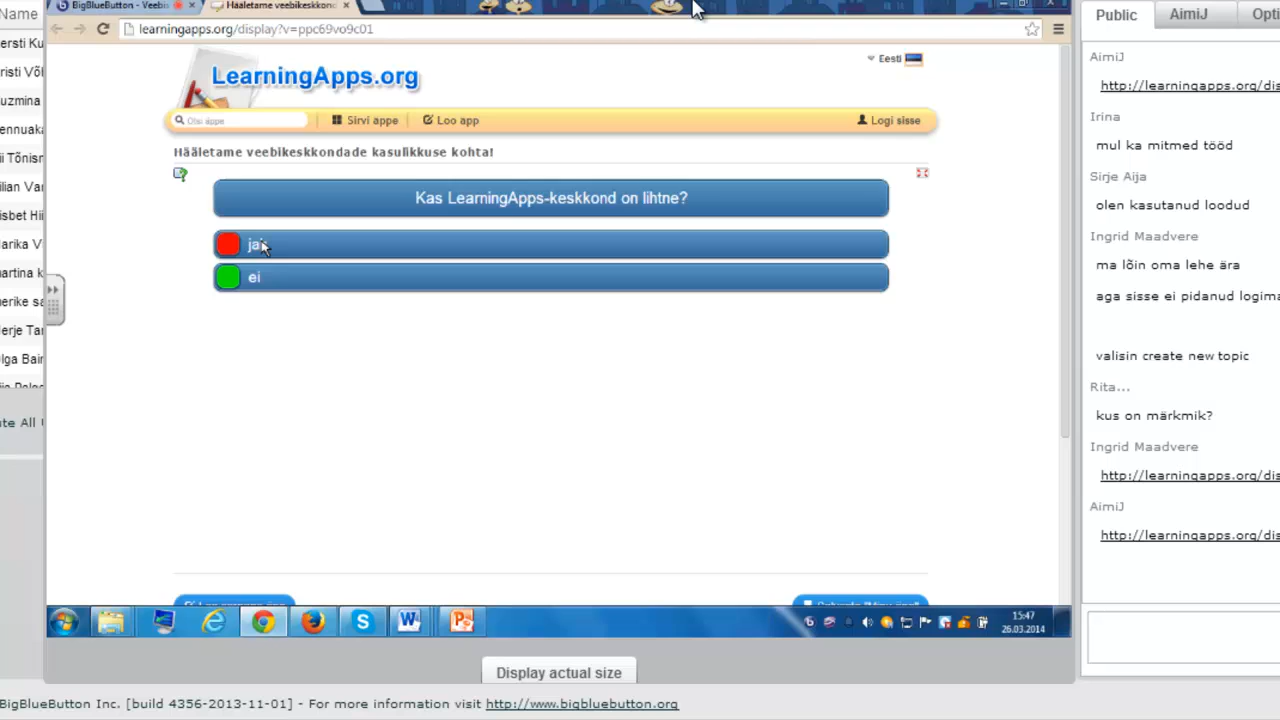 Name
BigBlueButton - Veebis
Hääletame veebikeskkond
learningapps.org/display?v=ppc69vo9c01
Eesti
LearningApps.org
Otsi äppe
Sirvi äppe
Loo app
Logi sisse
Hääletame veebikeskkondade kasulikkuse kohta!
Kas LearningApps-keskkond on lihtne?
ei
15:47
26.03.2014
Display actual size
BigBlueButton Inc. [build 4356-2013-11-01] - For more information visit http://www.bigbluebutton.org
Public
AimiJ
Opti
AimiJ
http://learningapps.org/dis
Irina
mul ka mitmed tööd
Sirje Aija
olen kasutanud loodud
Ingrid Maadvere
ma lõin oma lehe ära
aga sisse ei pidanud logima
valisin create new topic
Rita...
kus on märkmik?
Ingrid Maadvere
http://learningapps.org/dis
AimiJ
http://learningapps.org/dis